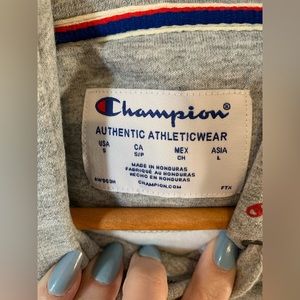 Champion®
AUTHENTIC ATHLETICWEAR
USA CA MEX ASIA
S S/P CH L
MADE IN HONDURAS
FABRIQUÉ AU HONDURAS
HECHO EN HONDURAS
CHAMPION.COM
FTX